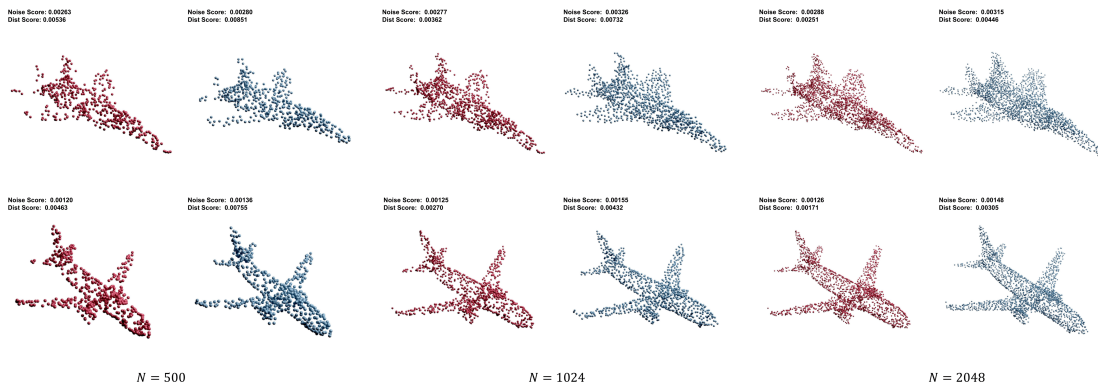 Noise Score: 0.00263
Dist Score: 0.00536
Noise Score: 0.00280
Dist Score: 0.00851
Noise Score: 0.00277
Dist Score: 0.00362
Noise Score: 0.00326
Dist Score: 0.00732
Noise Score: 0.00288
Dist Score: 0.00251
Noise Score: 0.00315
Dist Score: 0.00446
Noise Score: 0.00120
Dist Score: 0.00463
Noise Score: 0.00136
Dist Score: 0.00755
Noise Score: 0.00125
Dist Score: 0.00270
Noise Score: 0.00155
Dist Score: 0.00432
Noise Score: 0.00126
Dist Score: 0.00171
Noise Score: 0.00148
Dist Score: 0.00305
N = 500
N = 1024
N = 2048